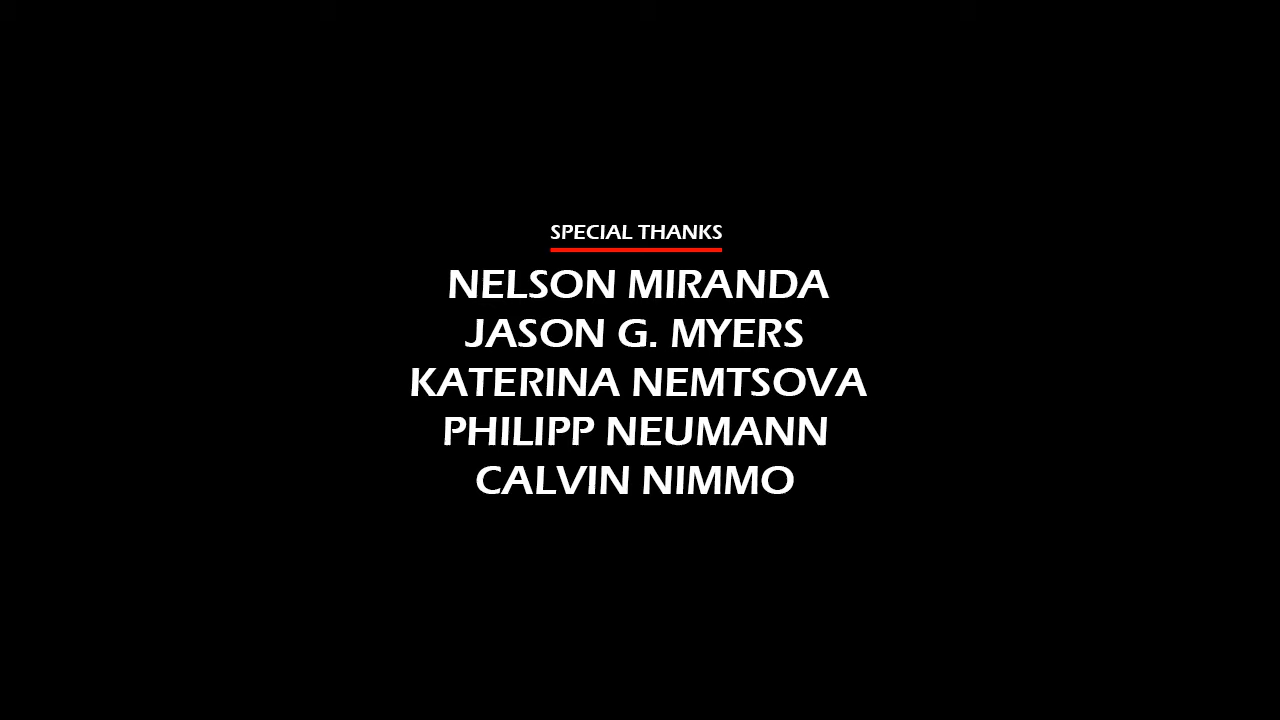 SPECIAL THANKS
NELSON MIRANDA
JASON G. MYERS
KATERINA NEMTSOVA
PHILIPP NEUMANN
CALVIN NIMMO